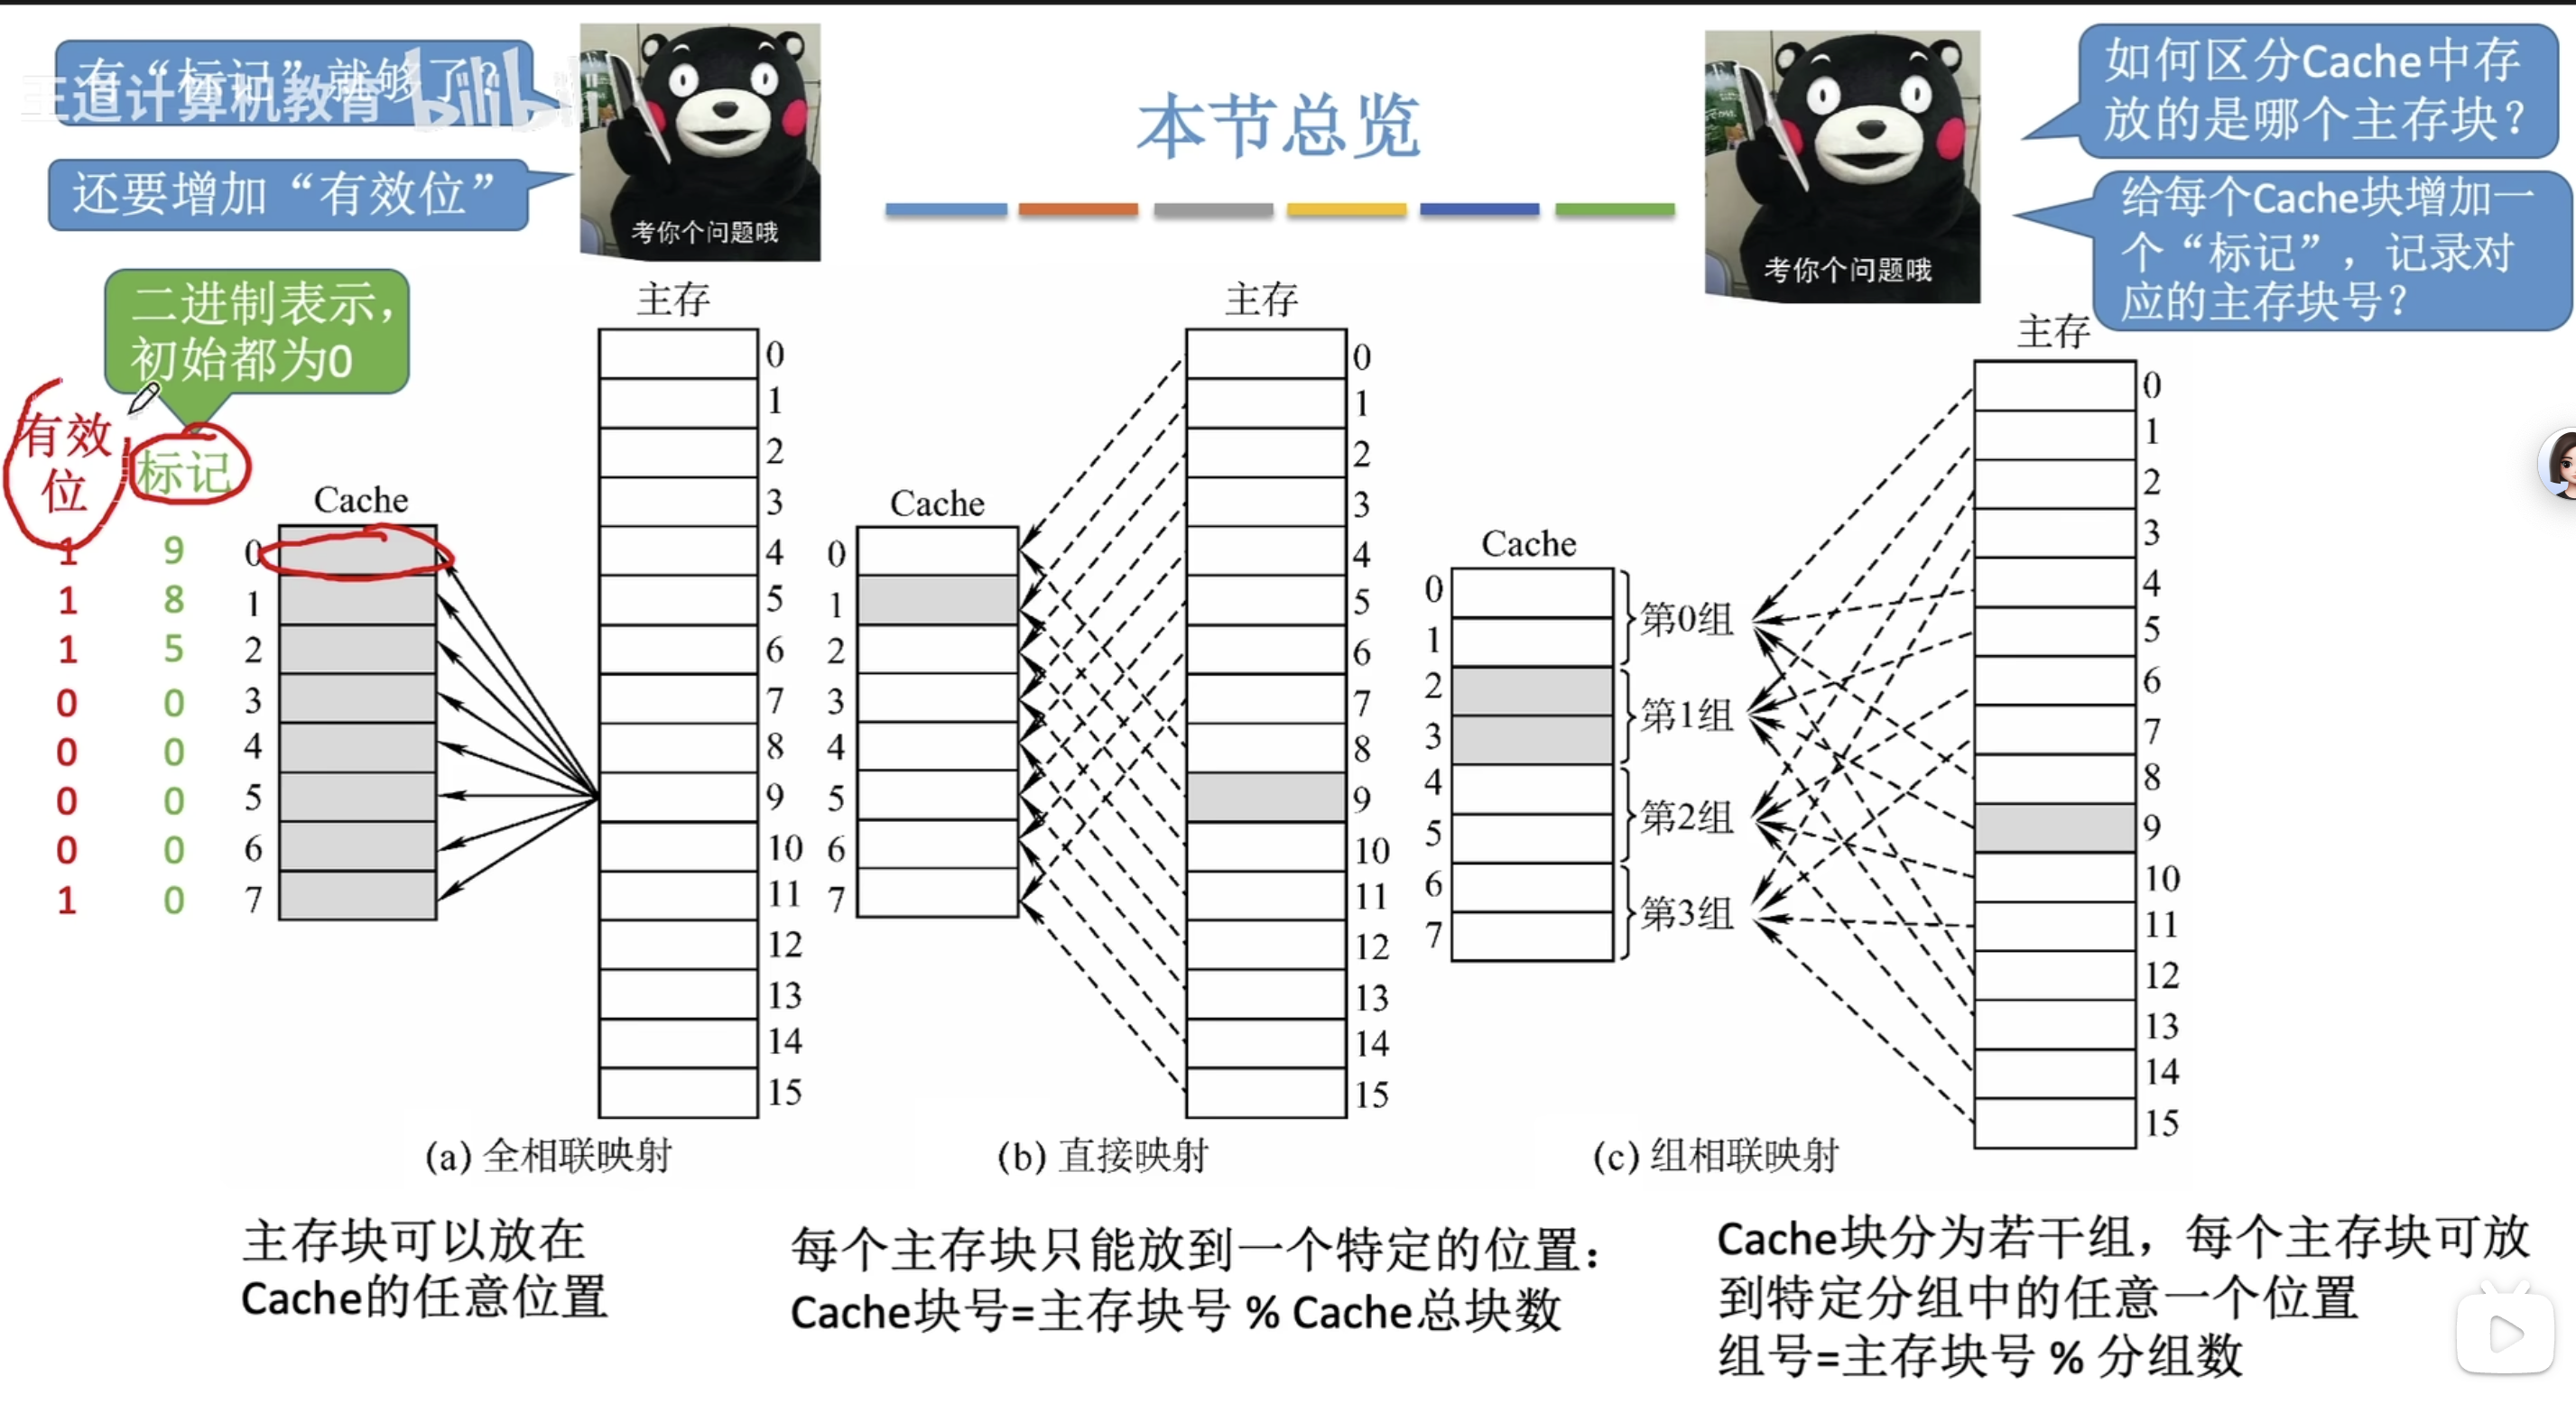 有“标记”就够了？
王道计算机教育
bilibili
还要增加“有效位”
考你个问题哦
本节总览
考你个问题哦
如何区分Cache中存
放的是哪个主存块？
给每个Cache块增加一
个“标记”，记录对
应的主存块号？
二进制表示，
初始都为0
有效
位
标记
1 9
1 8
1 5
0 0
0 0
0 0
0 0
1 0
Cache
0
1
2
3
4
5
6
7
主存
0
1
2
3
4
5
6
7
8
9
10
11
12
13
14
15
(a) 全相联映射
主存块可以放在
Cache的任意位置
Cache
0
1
2
3
4
5
6
7
主存
0
1
2
3
4
5
6
7
8
9
10
11
12
13
14
15
(b) 直接映射
每个主存块只能放到一个特定的位置：
Cache块号=主存块号 % Cache总块数
Cache
0
1
2
3
4
5
6
7
第0组
第1组
第2组
第3组
主存
0
1
2
3
4
5
6
7
8
9
10
11
12
13
14
15
(c) 组相联映射
Cache块分为若干组，每个主存块可放
到特定分组中的任意一个位置
组号=主存块号 % 分组数